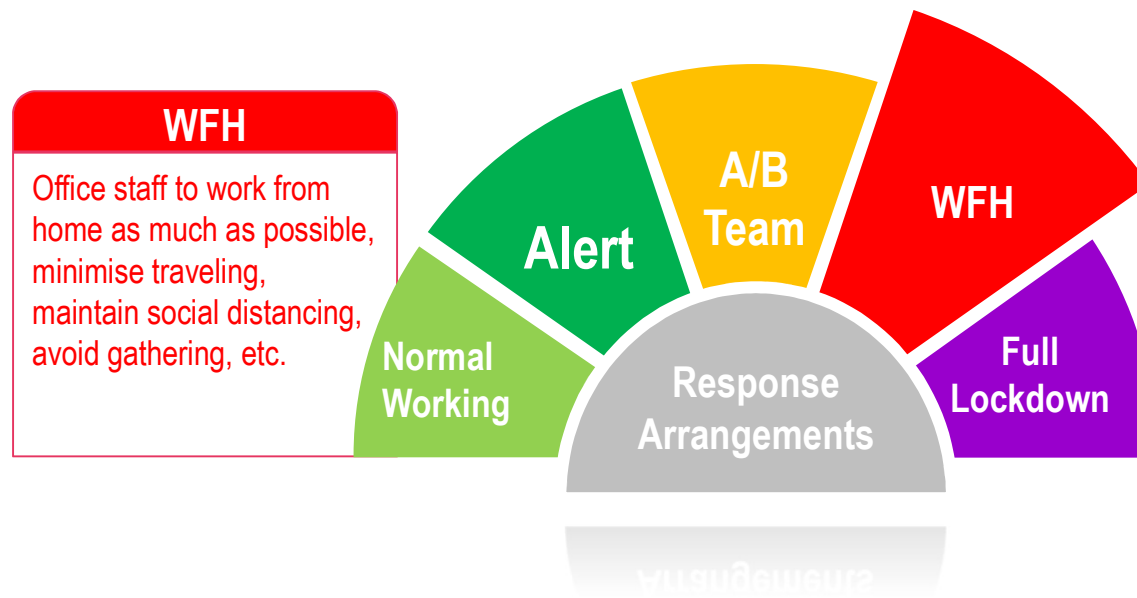 WFH
Office staff to work from
home as much as possible,
minimise traveling,
maintain social distancing,
avoid gathering, etc.
Normal
Working
Alert
A/B
Team
WFH
Full
Lockdown
Response
Arrangements
Arrangements